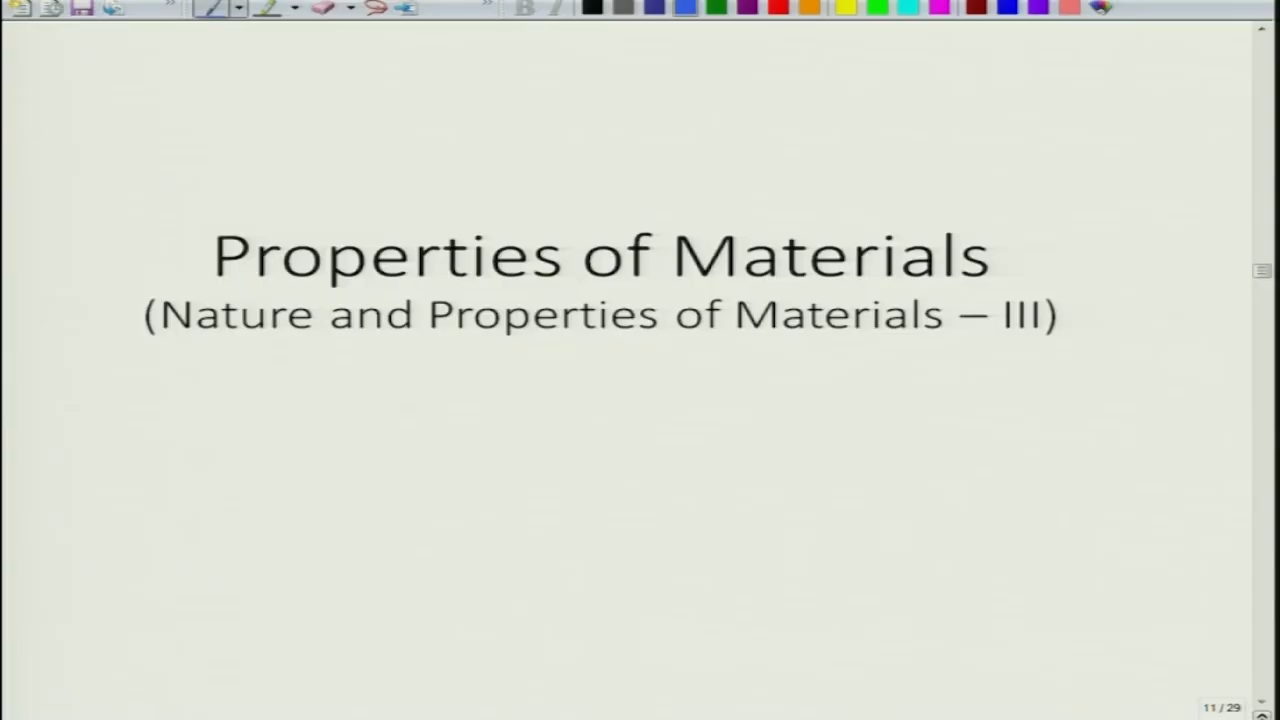 B I
Properties of Materials
(Nature and Properties of Materials – III)
11 / 29